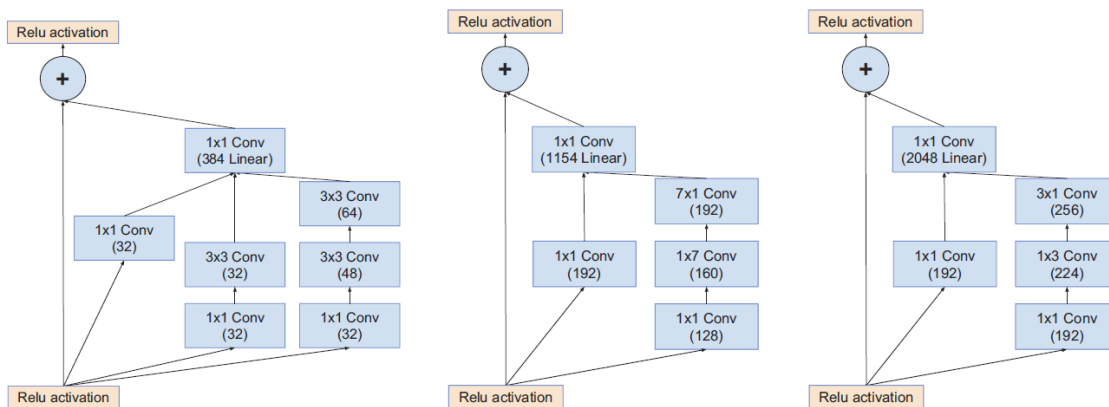 Relu activation
+
1x1 Conv
(384 Linear)
3x3 Conv
(64)
1x1 Conv
(32)
3x3 Conv
(32)
3x3 Conv
(48)
1x1 Conv
(32)
1x1 Conv
(32)
Relu activation
Relu activation
+
1x1 Conv
(1154 Linear)
7x1 Conv
(192)
1x1 Conv
(192)
1x7 Conv
(160)
1x1 Conv
(128)
Relu activation
Relu activation
+
1x1 Conv
(2048 Linear)
3x1 Conv
(256)
1x1 Conv
(192)
1x3 Conv
(224)
1x1 Conv
(192)
Relu activation